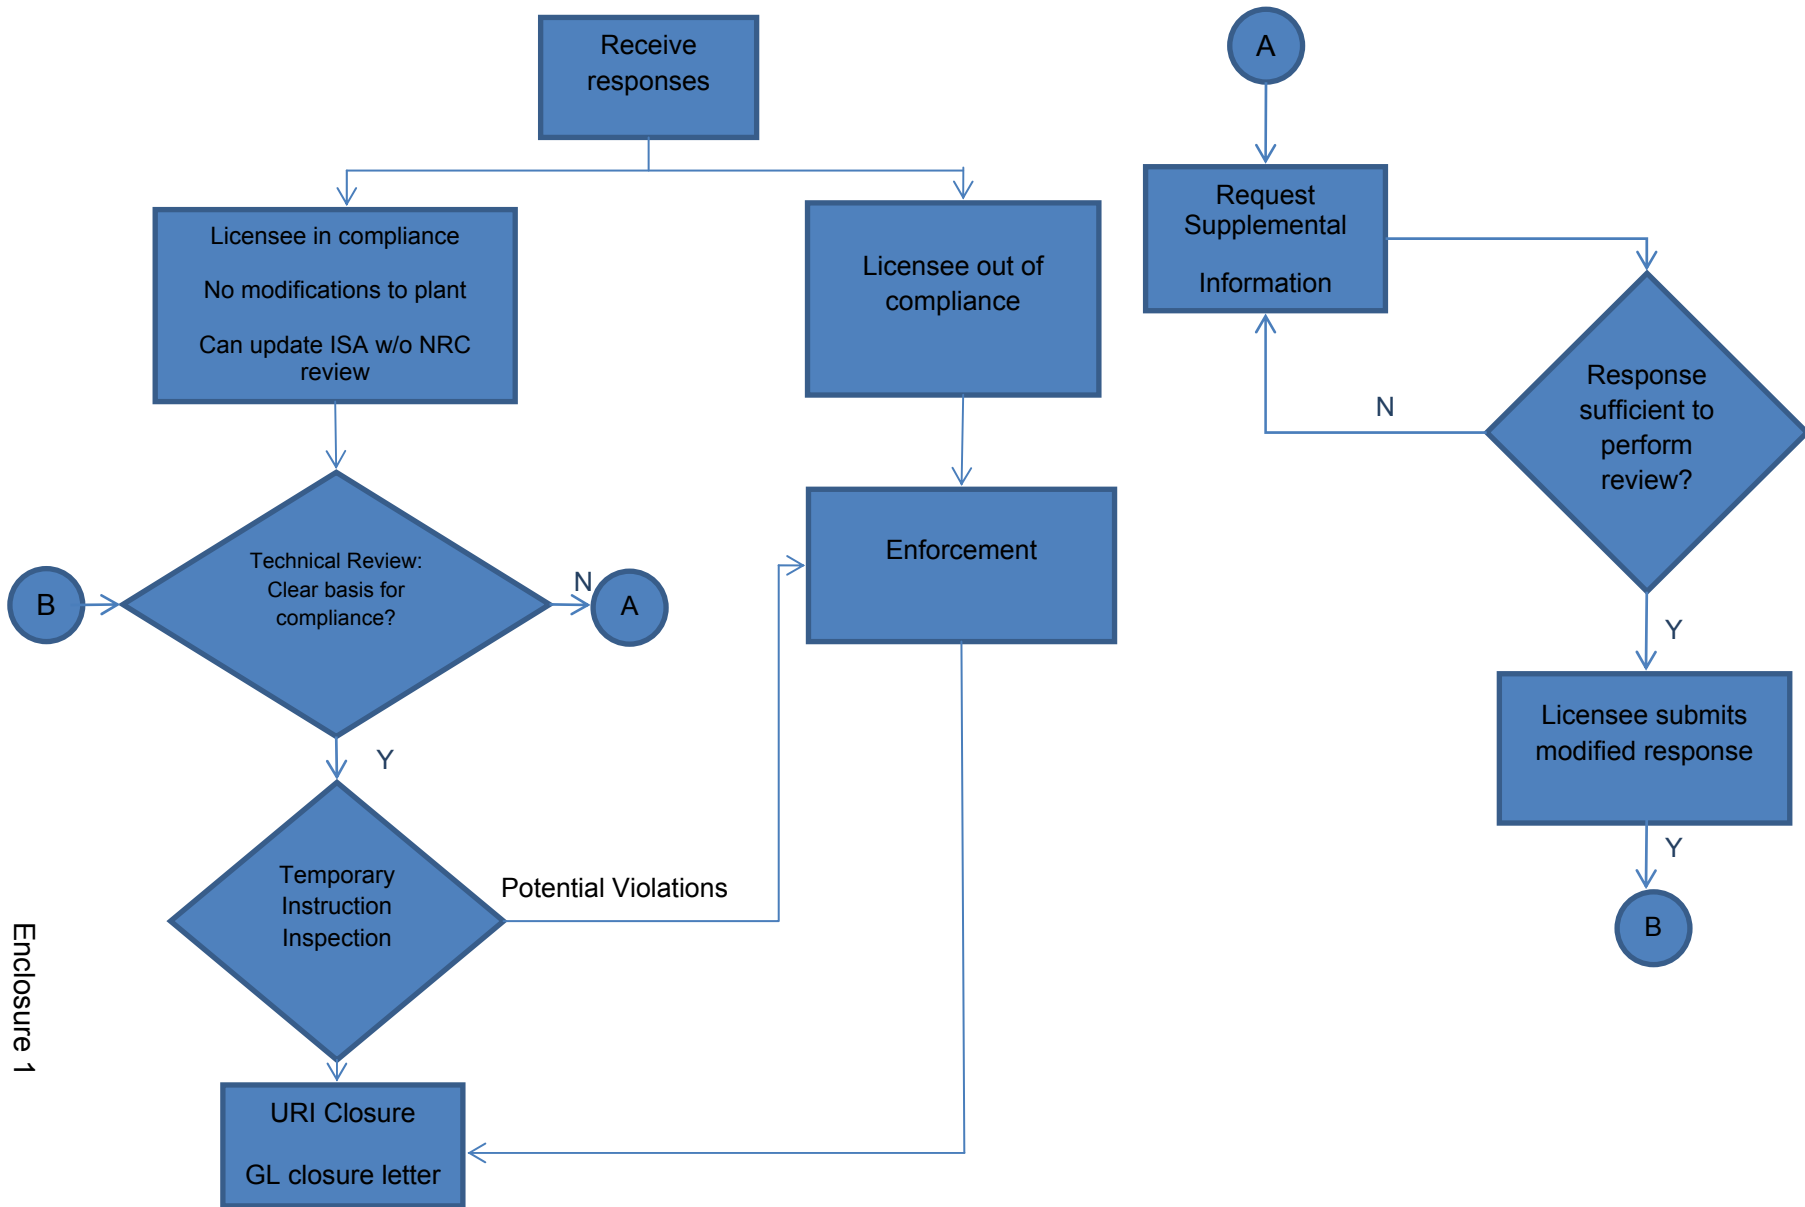 Receive
responses
Licensee in compliance
No modifications to plant
Can update ISA w/o NRC
review
Licensee out of
compliance
B
Technical Review:
Clear basis for
compliance?
N
A
Enforcement
Y
Temporary
Instruction
Inspection
Potential Violations
URI Closure
GL closure letter
A
Request
Supplemental
Information
N
Response
sufficient to
perform
review?
Y
Licensee submits
modified response
Y
B
Enclosure 1